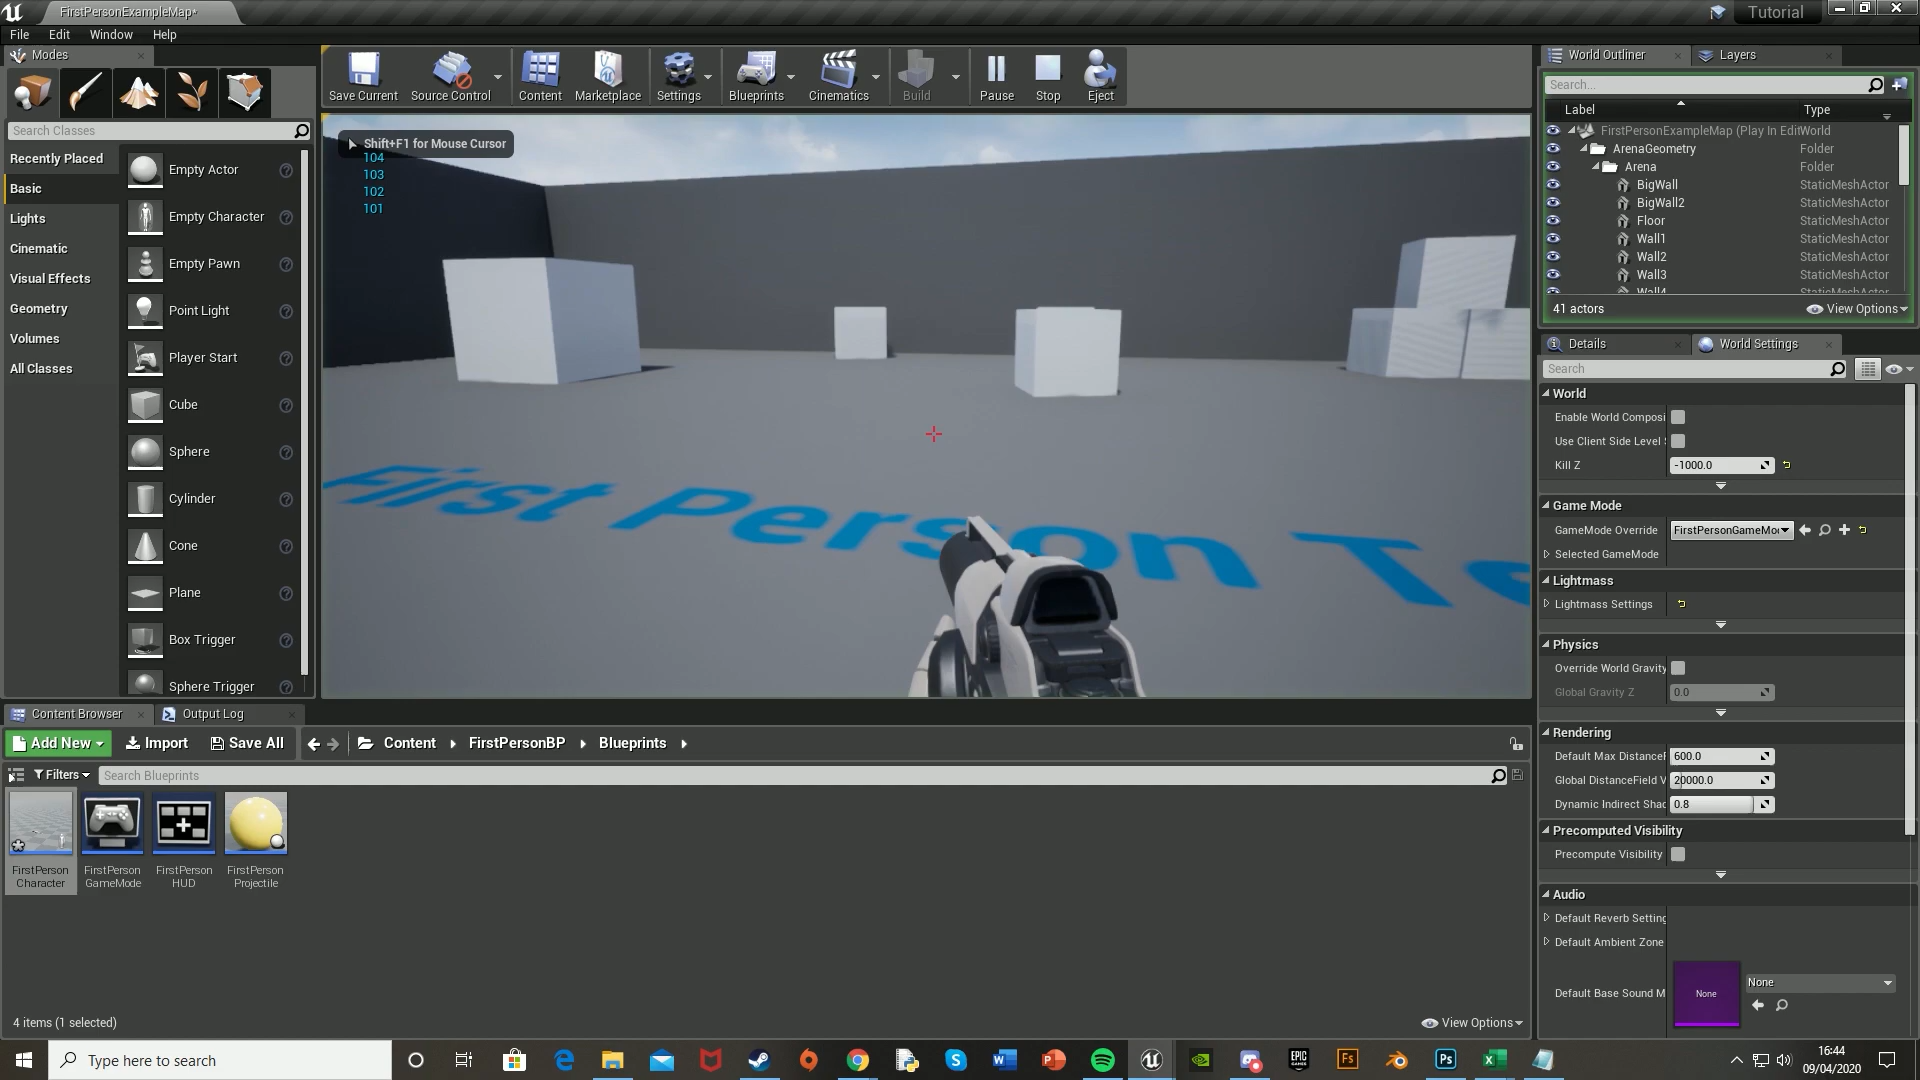 FirstPersonExampleMap*
Tutorial
File Edit Window Help
Modes
Search Classes
Recently Placed
Basic
Lights
Cinematic
Visual Effects
Geometry
Volumes
All Classes
Empty Actor
Empty Character
Empty Pawn
Point Light
Player Start
Cube
Sphere
Cylinder
Cone
Plane
Box Trigger
Sphere Trigger
Save Current
Source Control
Content
Marketplace
Settings
Blueprints
Cinematics
Build
Pause
Stop
Eject
Shift+F1 for Mouse Cursor
104
103
102
101
First Person Te
World Outliner
Layers
Search...
Label Type
FirstPersonExampleMap (Play In Edit World
ArenaGeometry Folder
Arena Folder
BigWall StaticMeshActor
BigWall2 StaticMeshActor
Floor StaticMeshActor
Wall1 StaticMeshActor
Wall2 StaticMeshActor
Wall3 StaticMeshActor
Wall4 StaticMeshActor
41 actors View Options
Details
World Settings
Search
World
Enable World Composi
Use Client Side Level
Kill Z -1000.0
Game Mode
GameMode Override FirstPersonGameMo
Selected GameMode
Lightmass
Lightmass Settings
Physics
Override World Gravity
Global Gravity Z 0.0
Rendering
Default Max DistanceF 600.0
Global DistanceField V 20000.0
Dynamic Indirect Shad 0.8
Precomputed Visibility
Precompute Visibility
Audio
Default Reverb Setting
Default Ambient Zone
Default Base Sound M None None
Content Browser
Output Log
Add New Import Save All Content FirstPersonBP Blueprints
Filters Search Blueprints
FirstPerson
Character
FirstPerson
GameMode
FirstPerson
HUD
FirstPerson
Projectile
4 items (1 selected) View Options
Type here to search
16:44
09/04/2020